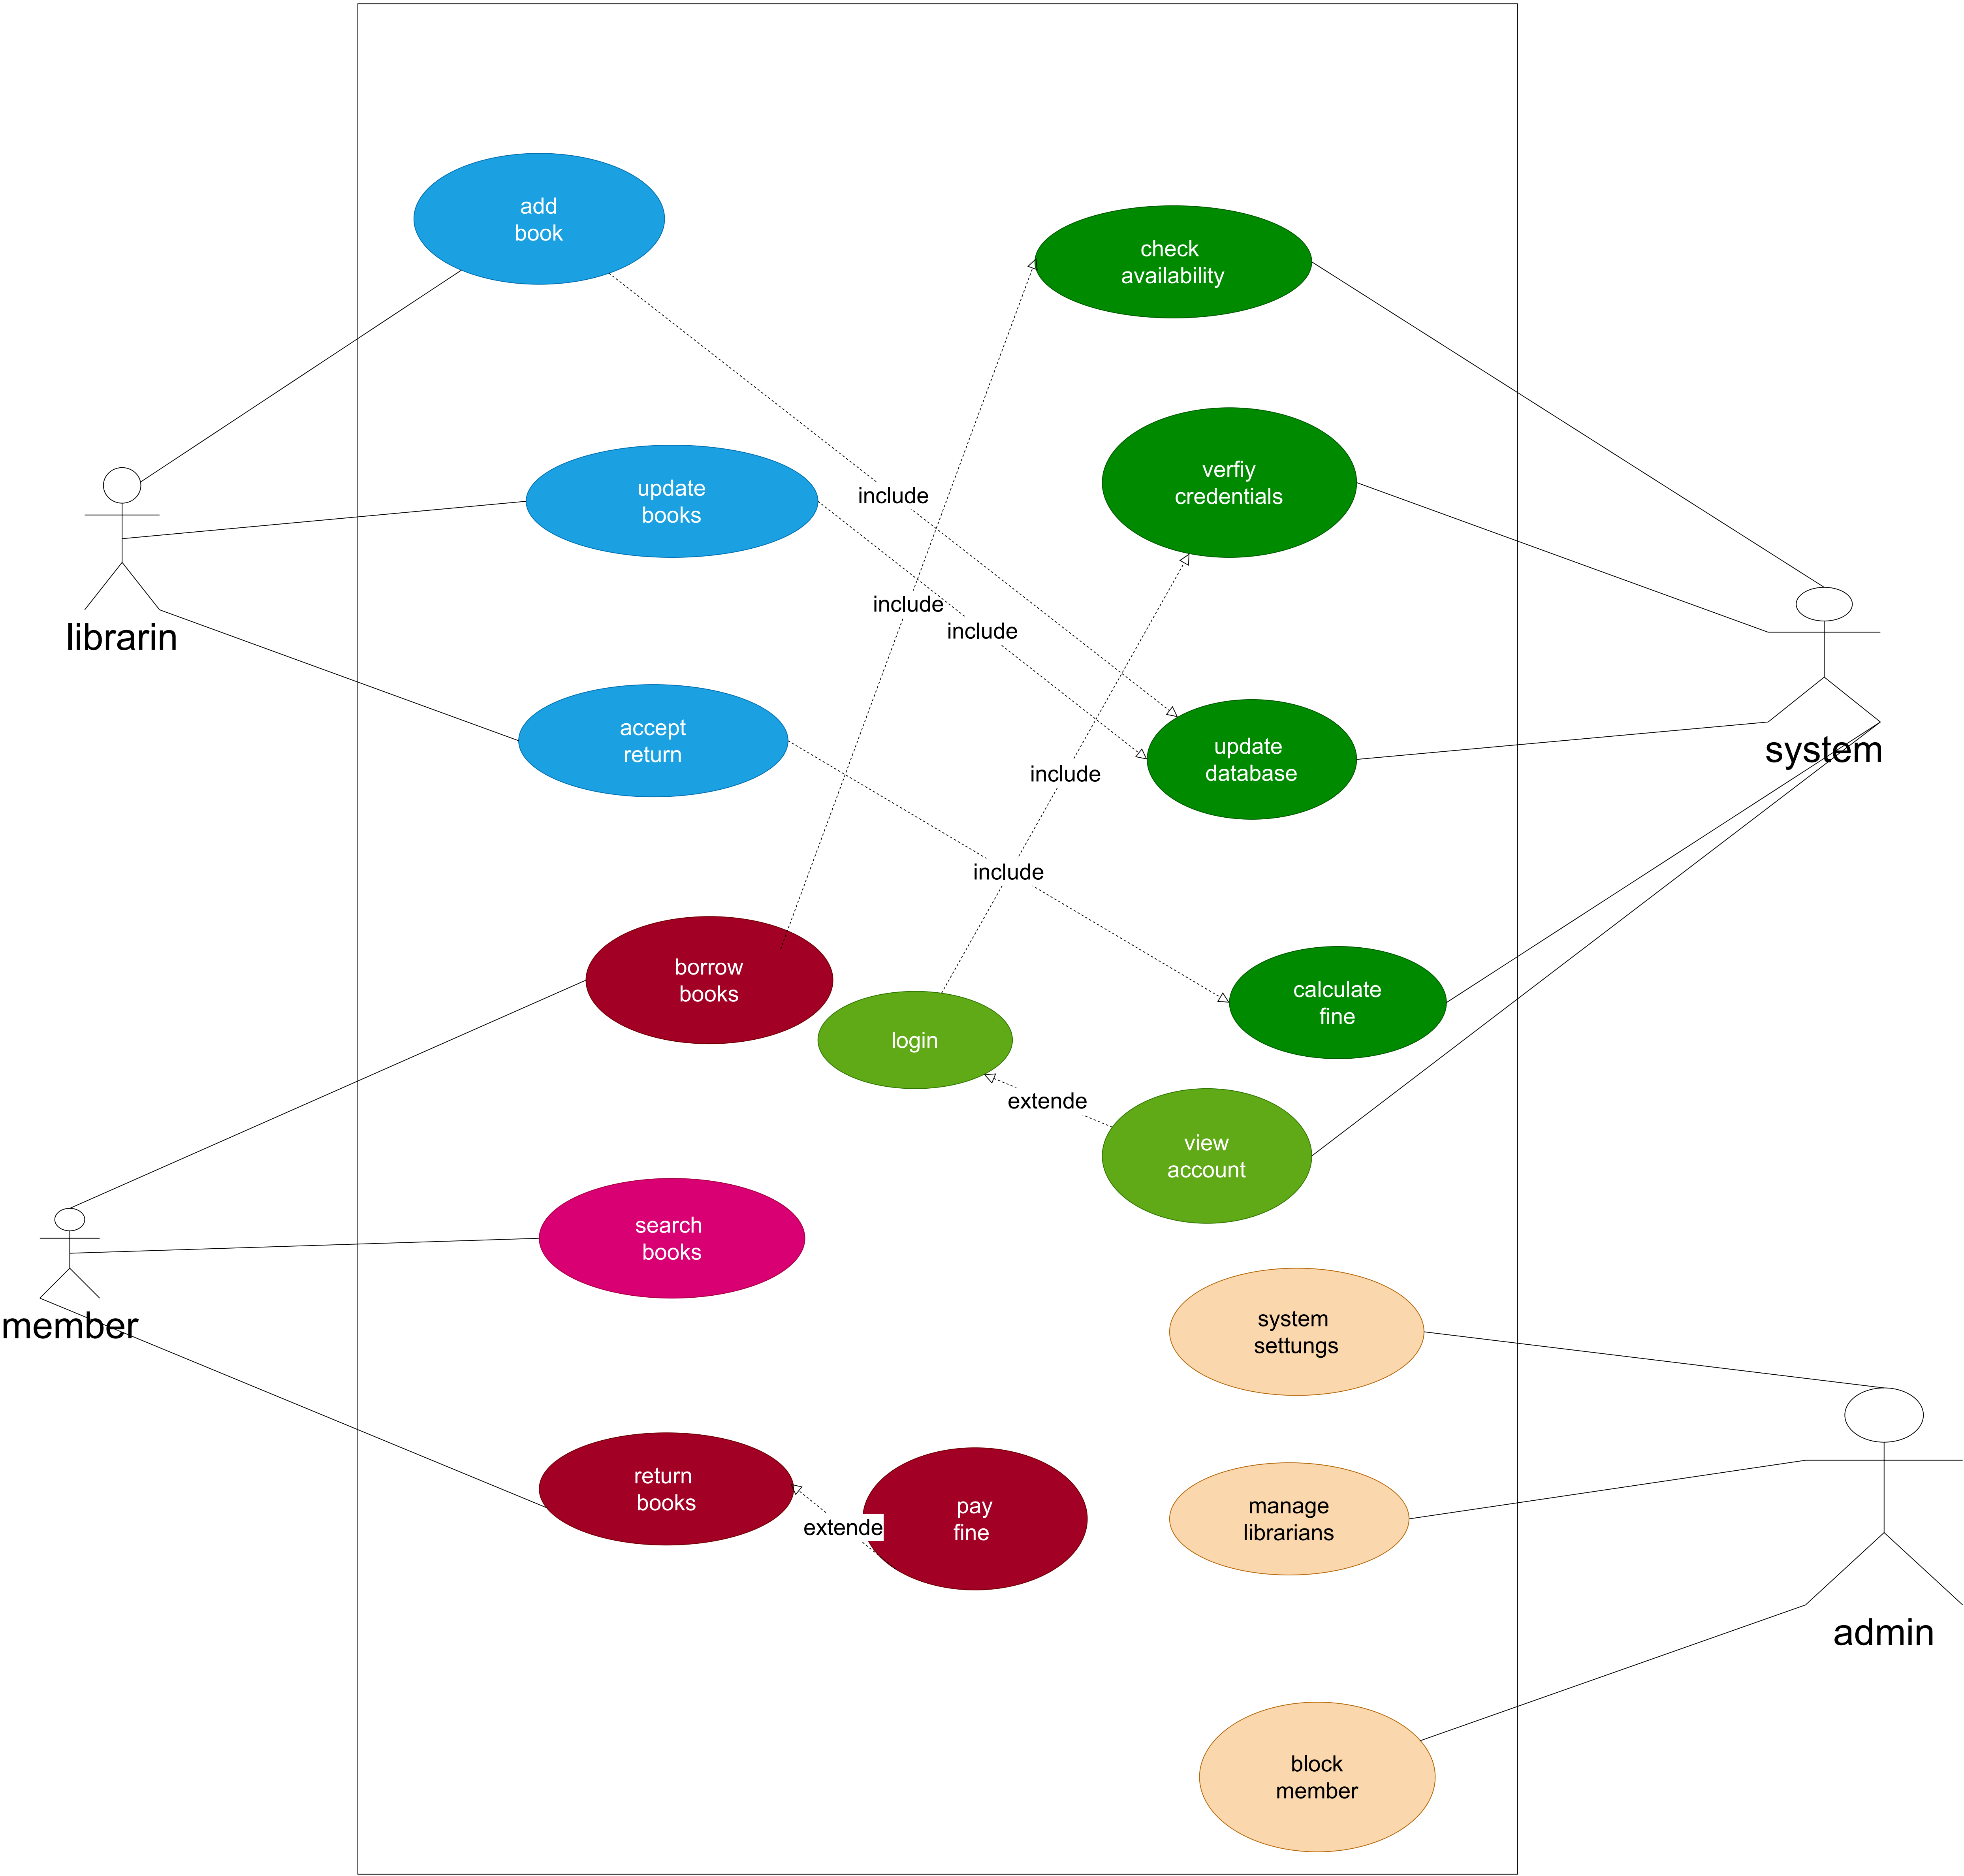 add
book
check
availability
verfiy
credentials
update
books
include
include
include
librarin
accept
return
update
database
system
include
include
borrow
books
login
calculate
fine
extende
view
account
search
books
member
system
settungs
return
books
pay
fine
extende
manage
librarians
admin
block
member